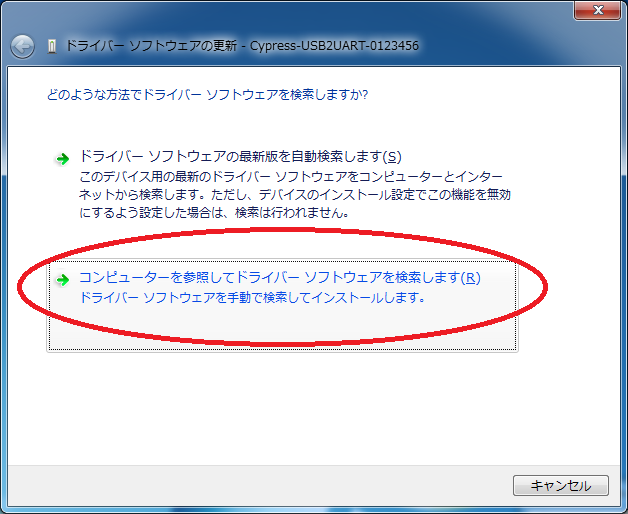 ドライバー ソフトウェアの更新 - Cypress-USB2UART-0123456
どのような方法でドライバー ソフトウェアを検索しますか?
ドライバー ソフトウェアの最新版を自動検索します(S)
このデバイス用の最新のドライバー ソフトウェアをコンピューターとインター
ネットから検索します。ただし、デバイスのインストール設定でこの機能を無効
にするよう設定した場合は、検索は行われません。
コンピューターを参照してドライバー ソフトウェアを検索します(R)
ドライバー ソフトウェアを手動で検索してインストールします。
キャンセル